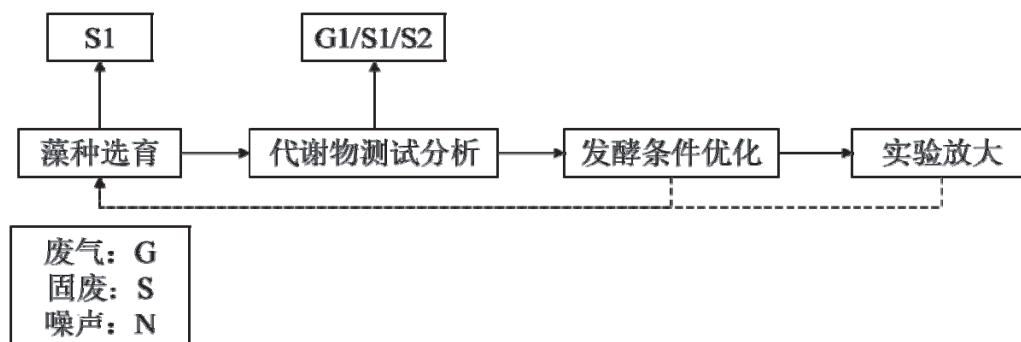 S1
G1/S1/S2
藻种选育
代谢物测试分析
发酵条件优化
实验放大
废气：G
固废：S
噪声：N